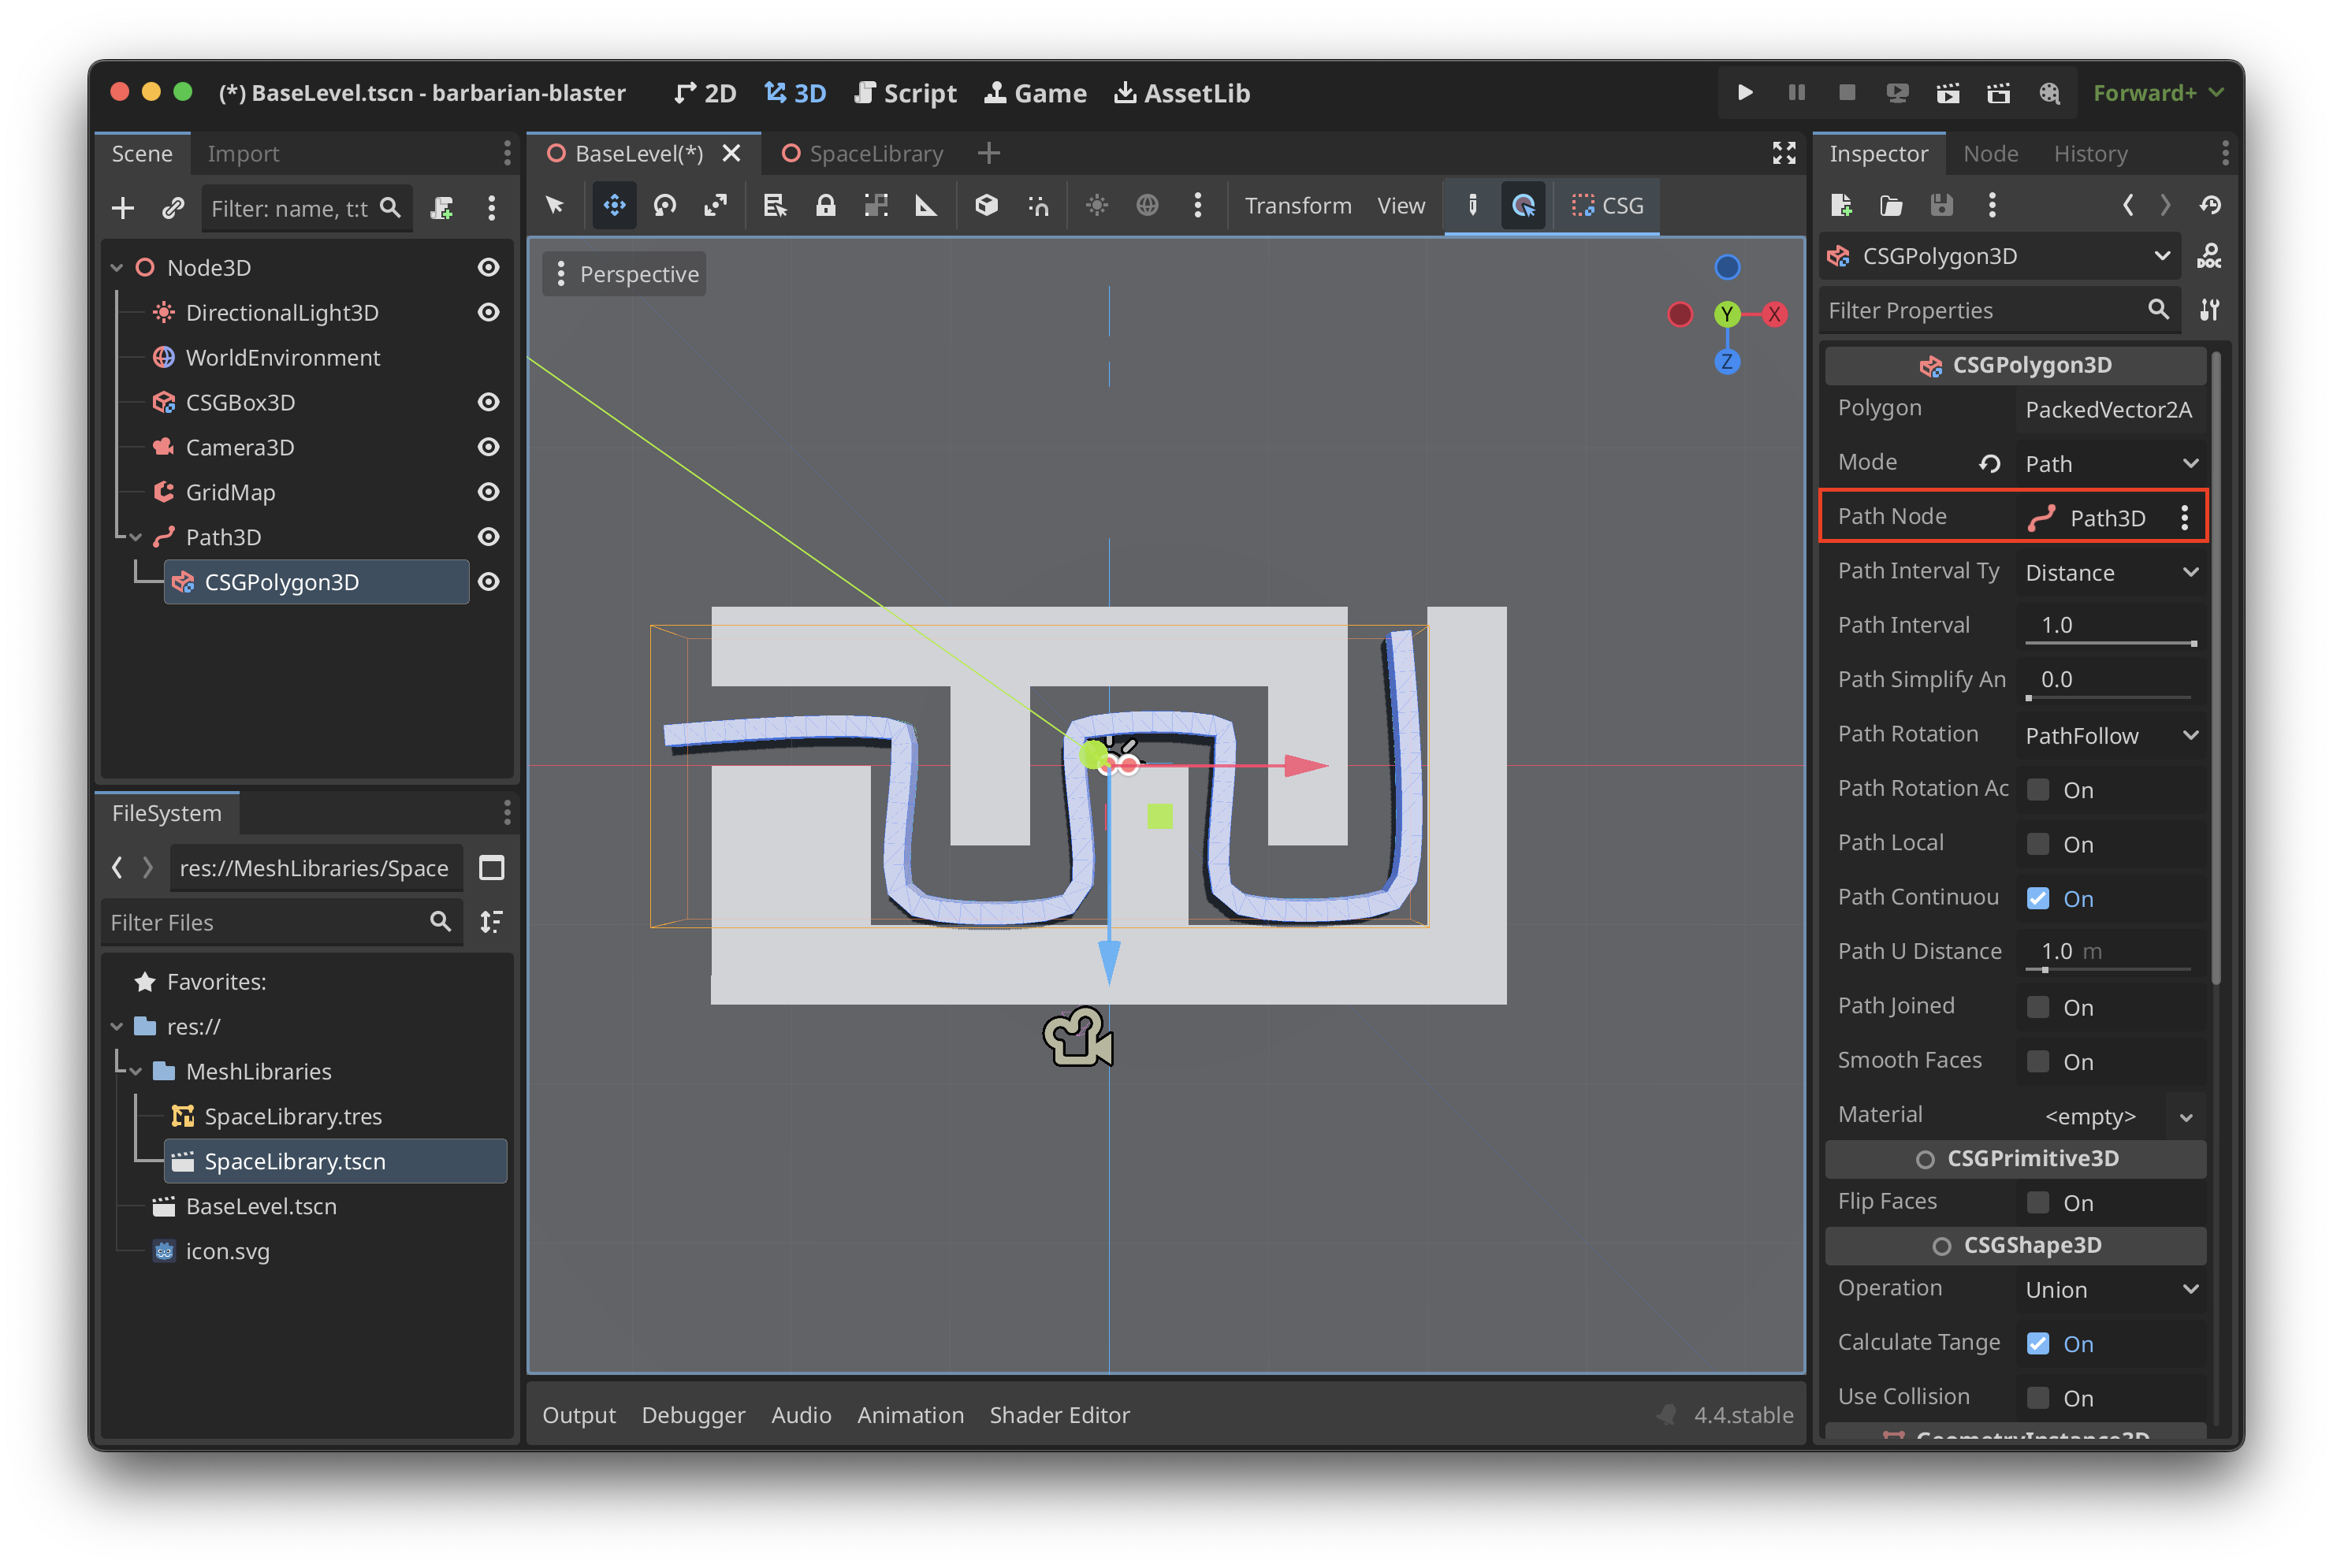 (*) BaseLevel.tscn - barbarian-blaster
2D
3D
Script
Game
AssetLib
Forward+
Scene
Import
Filter: name, t:t
Node3D
DirectionalLight3D
WorldEnvironment
CSGBox3D
Camera3D
GridMap
Path3D
CSGPolygon3D
FileSystem
res://MeshLibraries/Space
Filter Files
Favorites:
res://
MeshLibraries
SpaceLibrary.tres
SpaceLibrary.tscn
BaseLevel.tscn
icon.svg
BaseLevel(*)
SpaceLibrary
Transform
View
CSG
Perspective
Y
X
Z
Output
Debugger
Audio
Animation
Shader Editor
4.4.stable
Inspector
Node
History
CSGPolygon3D
DOC
Filter Properties
CSGPolygon3D
Polygon PackedVector2A
Mode Path
Path Node Path3D
Path Interval Ty Distance
Path Interval 1.0
Path Simplify An 0.0
Path Rotation PathFollow
Path Rotation Ac On
Path Local On
Path Continuou On
Path U Distance 1.0 m
Path Joined On
Smooth Faces On
Material <empty>
CSGPrimitive3D
Flip Faces On
CSGShape3D
Operation Union
Calculate Tange On
Use Collision On
GeometryInstance3D